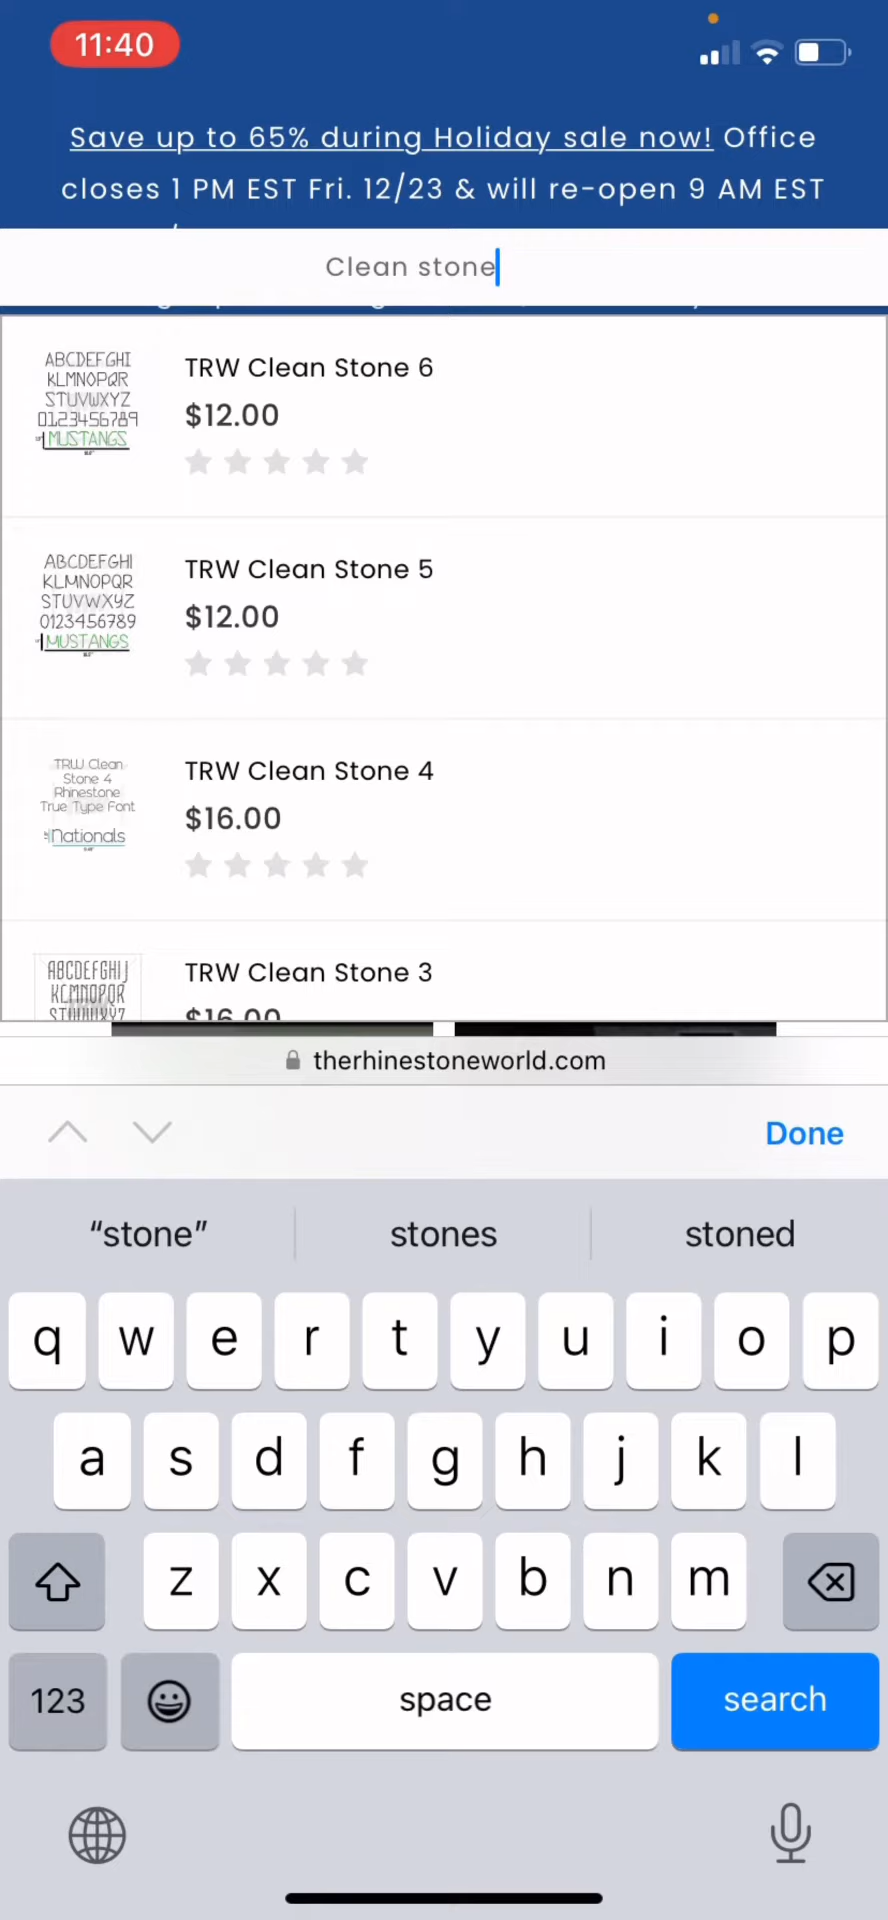 11:40
Save up to 65% during Holiday sale now! Office
closes 1 PM EST Fri. 12/23 & will re-open 9 AM EST
Clean stone
ABCDEFGHI
KLMNOPQR
STUVWXYZ
0123456789
MUSTANGS
TRW Clean Stone 6
$12.00
ABCDEFGHI
KLMNOPQR
STUVWXYZ
0123456789
MUSTANGS
TRW Clean Stone 5
$12.00
TRW Clean
Stone 4
Rhinestone
True Type Font
Nationals
TRW Clean Stone 4
$16.00
ABCDEFGHIJ
KLMNOPQR
STUVWXYZ
TRW Clean Stone 3
$16.00
therhinestoneworld.com
Done
“stone” stones stoned
q w e r t y u i o p
a s d f g h j k l
z x c v b n m
123 space search